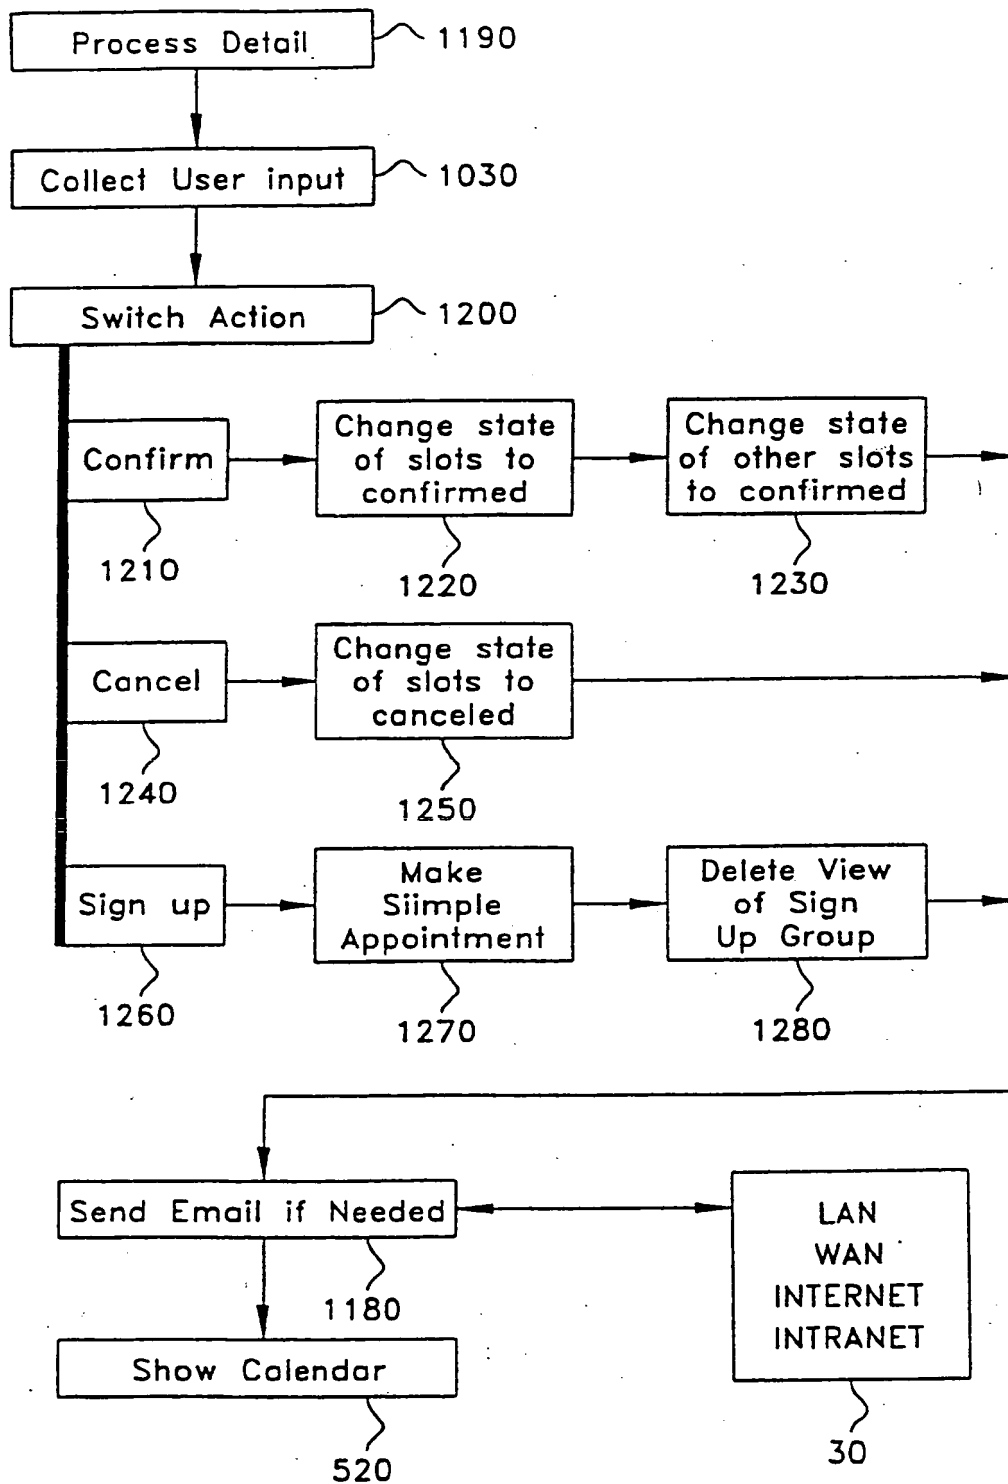 Process Detail
1190
Collect User input
1030
Switch Action
1200
Confirm
Change state
of slots to
confirmed
Change state
of other slots
to confirmed
1210
1220
1230
Cancel
Change state
of slots to
canceled
1240
1250
Sign up
Make
Siimple
Appointment
Delete View
of Sign
Up Group
1260
1270
1280
Send Email if Needed
LAN
WAN
INTERNET
INTRANET
1180
Show Calendar
520
30